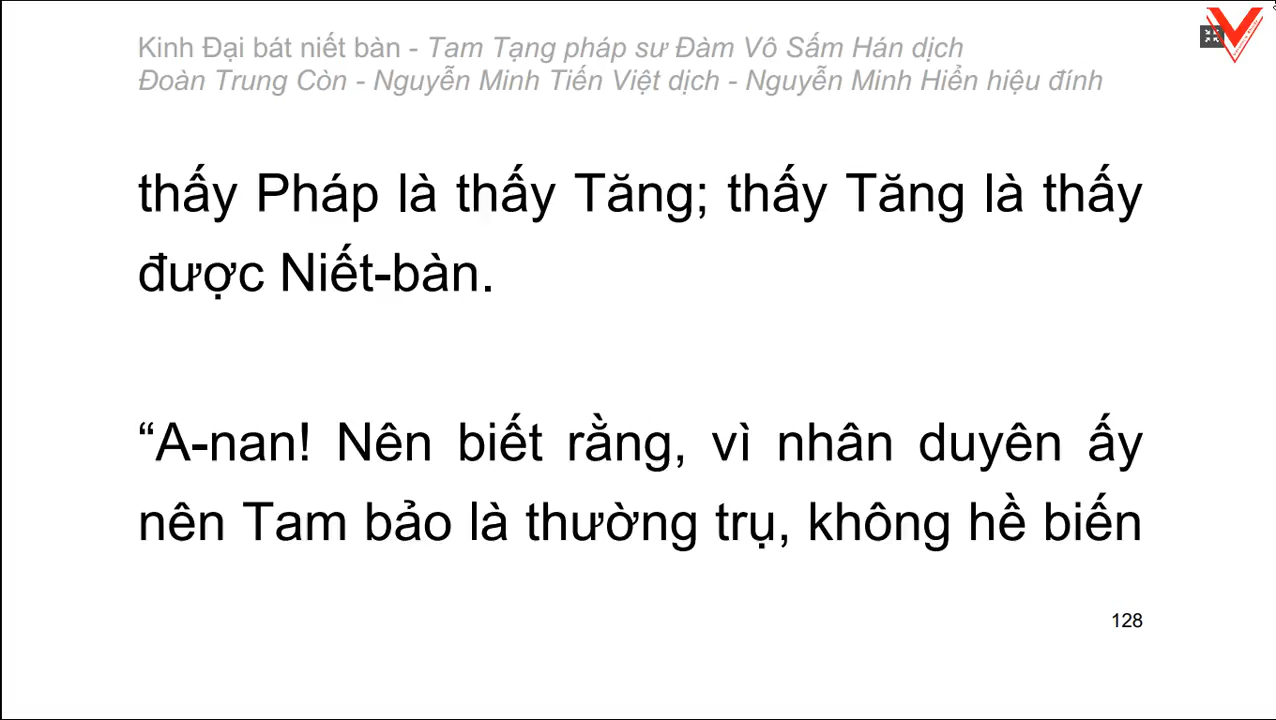 Kinh Đại bát niết bàn - Tam Tạng pháp sư Đàm Vô Sấm Hán dịch
Đoàn Trung Còn - Nguyễn Minh Tiến Việt dịch - Nguyễn Minh Hiển hiệu đính
thấy Pháp là thấy Tăng; thấy Tăng là thấy
được Niết-bàn.
“A-nan! Nên biết rằng, vì nhân duyên ấy
nên Tam bảo là thường trụ, không hề biến
128